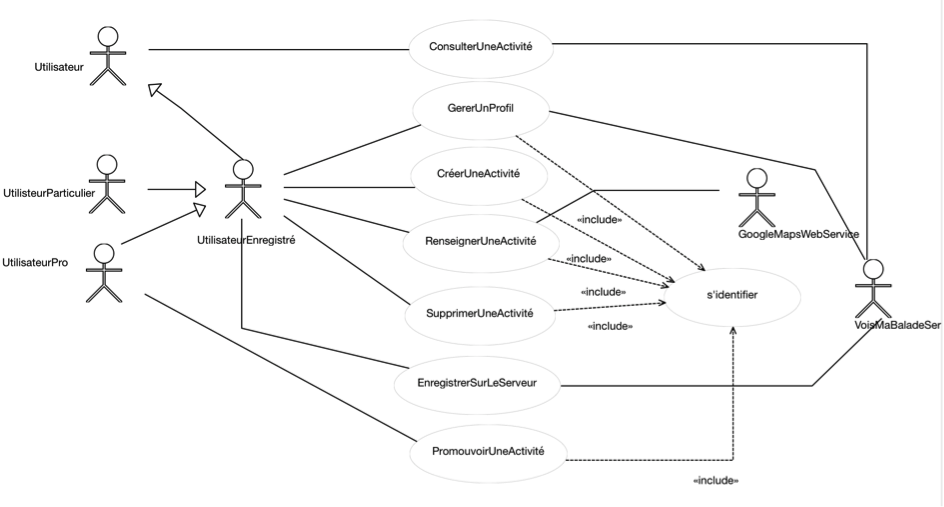 ConsulterUneActivité
Utilisateur
GererUnProfil
CréerUneActivité
UtilisteurParticulier
«include»
GoogleMapsWebService
UtilisateurEnregistré
RenseignerUneActivité
UtilisateurPro
«include»
«include»
s'identifier
SupprimerUneActivité
«include»
VoisMaBaladeSer
EnregistrerSurLeServeur
PromouvoirUneActivité
«include»